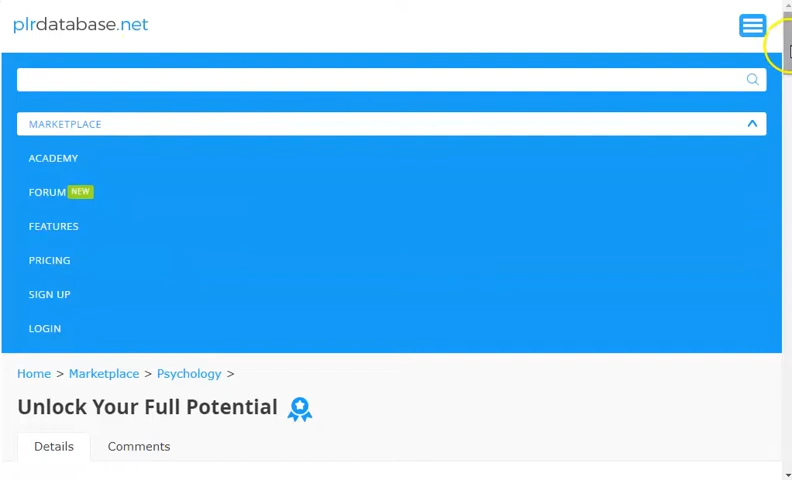 plrdatabase.net
MARKETPLACE
ACADEMY
FORUM NEW
FEATURES
PRICING
SIGN UP
LOGIN
Home > Marketplace > Psychology >
Unlock Your Full Potential
Details Comments